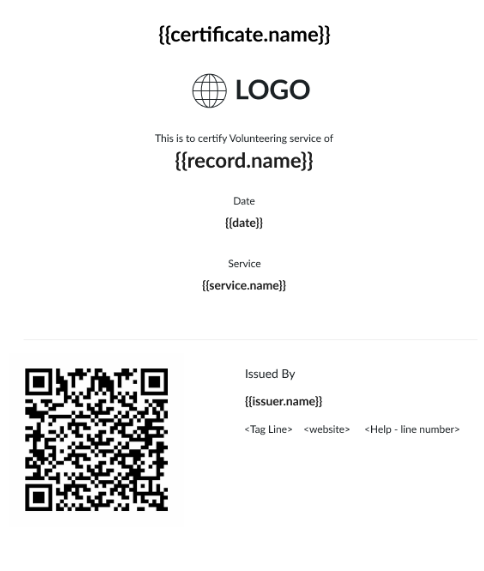 {{certificate.name}}
LOGO
This is to certify Volunteering service of
{{record.name}}
Date
{{date}}
Service
{{service.name}}
Issued By
{{issuer.name}}
<Tag Line> <website> <Help - line number>